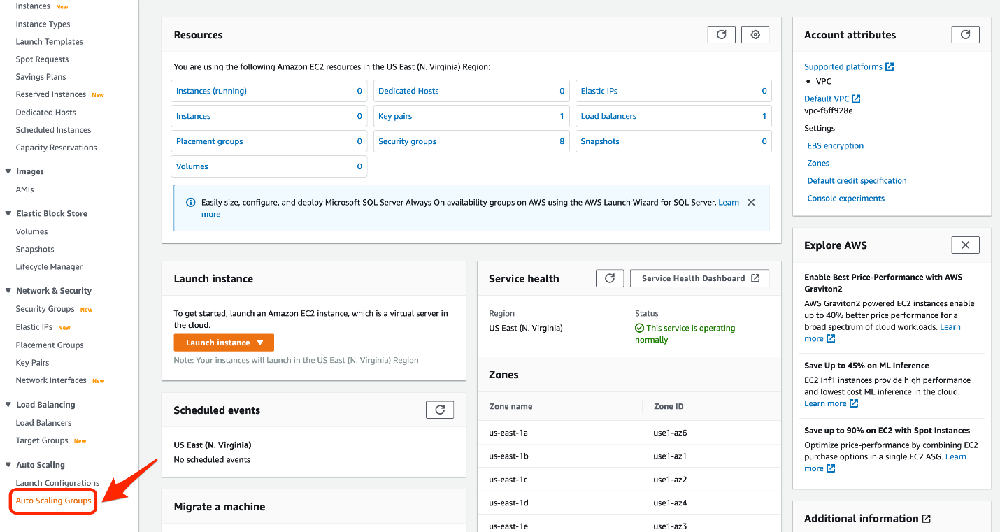 Instances New
Instance Types
Launch Templates
Spot Requests
Savings Plans
Reserved Instances New
Dedicated Hosts
Scheduled Instances
Capacity Reservations
Images
AMIs
Elastic Block Store
Volumes
Snapshots
Lifecycle Manager
Network & Security
Security Groups New
Elastic IPs New
Placement Groups
Key Pairs
Network Interfaces New
Load Balancing
Load Balancers
Target Groups New
Auto Scaling
Launch Configurations
Auto Scaling Groups
Resources
You are using the following Amazon EC2 resources in the US East (N. Virginia) Region:
Instances (running) 0
Dedicated Hosts 0
Elastic IPs 0
Instances 0
Key pairs 1
Load balancers 1
Placement groups 0
Security groups 8
Snapshots 0
Volumes 0
Easily size, configure, and deploy Microsoft SQL Server Always On availability groups on AWS using the AWS Launch Wizard for SQL Server. Learn
more
Launch instance
To get started, launch an Amazon EC2 instance, which is a virtual server in
the cloud.
Launch instance
Note: Your instances will launch in the US East (N. Virginia) Region
Scheduled events
US East (N. Virginia)
No scheduled events
Migrate a machine
Service health
Service Health Dashboard
Region
US East (N. Virginia)
Status
This service is operating
normally
Zones
Zone name Zone ID
us-east-1a use1-az6
us-east-1b use1-az1
us-east-1c use1-az2
us-east-1d use1-az4
us-east-1e use1-az3
Account attributes
Supported platforms
VPC
Default VPC
vpc-f6ff928e
Settings
EBS encryption
Zones
Default credit specification
Console experiments
Explore AWS
Enable Best Price-Performance with AWS
Graviton2
AWS Graviton2 powered EC2 instances enable
up to 40% better price performance for a
broad spectrum of cloud workloads. Learn
more
Save Up to 45% on ML Inference
EC2 Inf1 instances provide high performance
and lowest cost ML inference in the cloud.
Learn more
Save up to 90% on EC2 with Spot Instances
Optimize price-performance by combining EC2
purchase options in a single EC2 ASG. Learn
more
Additional information